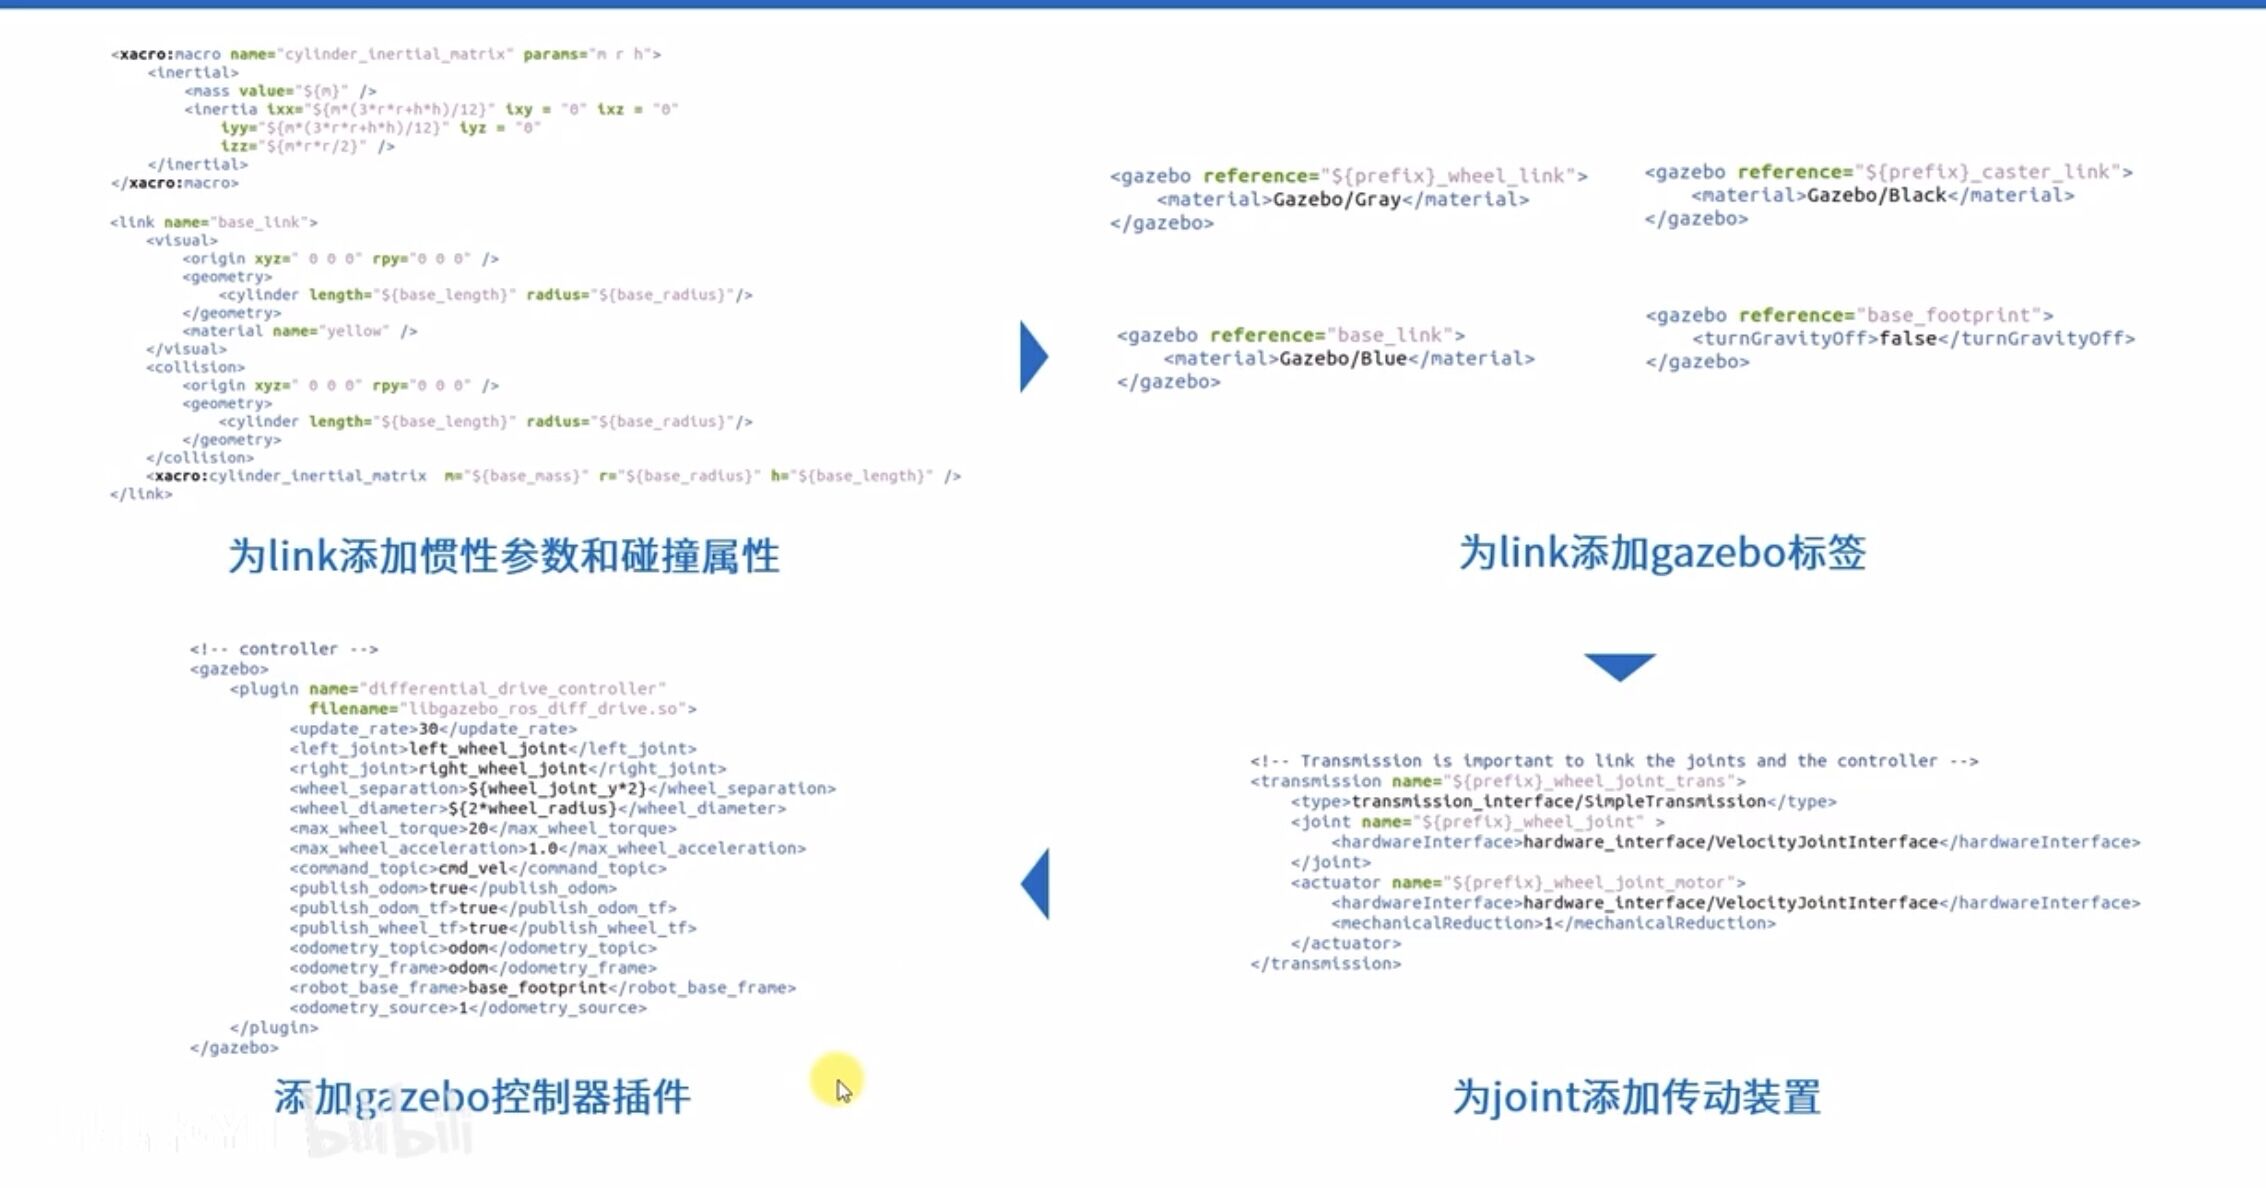 <xacro:macro name="cylinder_inertial_matrix" params="m r h">
<inertial>
<mass value="${m}" />
<inertia ixx="${m*(3*r*r+h*h)/12}" ixy = "0" ixz = "0"
iyy="${m*(3*r*r+h*h)/12}" iyz = "0"
izz="${m*r*r/2}" />
</inertial>
</xacro:macro>
<link name="base_link">
<visual>
<origin xyz=" 0 0 0" rpy="0 0 0" />
<geometry>
<cylinder length="${base_length}" radius="${base_radius}"/>
</geometry>
<material name="yellow" />
</visual>
<collision>
<origin xyz=" 0 0 0" rpy="0 0 0" />
<geometry>
<cylinder length="${base_length}" radius="${base_radius}"/>
</geometry>
</collision>
<xacro:cylinder_inertial_matrix m="${base_mass}" r="${base_radius}" h="${base_length}" />
</link>
为link添加惯性参数和碰撞属性
<gazebo reference="${prefix}_wheel_link">
<material>Gazebo/Gray</material>
</gazebo>
<gazebo reference="${prefix}_caster_link">
<material>Gazebo/Black</material>
</gazebo>
<gazebo reference="base_link">
<material>Gazebo/Blue</material>
</gazebo>
<gazebo reference="base_footprint">
<turnGravityOff>false</turnGravityOff>
</gazebo>
为link添加gazebo标签
<!-- Transmission is important to link the joints and the controller -->
<transmission name="${prefix}_wheel_joint_trans">
<type>transmission_interface/SimpleTransmission</type>
<joint name="${prefix}_wheel_joint" >
<hardwareInterface>hardware_interface/VelocityJointInterface</hardwareInterface>
</joint>
<actuator name="${prefix}_wheel_joint_motor">
<hardwareInterface>hardware_interface/VelocityJointInterface</hardwareInterface>
<mechanicalReduction>1</mechanicalReduction>
</actuator>
</transmission>
为joint添加传动装置
<!-- controller -->
<gazebo>
<plugin name="differential_drive_controller"
filename="libgazebo_ros_diff_drive.so">
<update_rate>30</update_rate>
<left_joint>left_wheel_joint</left_joint>
<right_joint>right_wheel_joint</right_joint>
<wheel_separation>${wheel_joint_y*2}</wheel_separation>
<wheel_diameter>${2*wheel_radius}</wheel_diameter>
<max_wheel_torque>20</max_wheel_torque>
<max_wheel_acceleration>1.0</max_wheel_acceleration>
<command_topic>cmd_vel</command_topic>
<publish_odom>true</publish_odom>
<publish_odom_tf>true</publish_odom_tf>
<publish_wheel_tf>true</publish_wheel_tf>
<odometry_topic>odom</odometry_topic>
<odometry_frame>odom</odometry_frame>
<robot_base_frame>base_footprint</robot_base_frame>
<odometry_source>1</odometry_source>
</plugin>
</gazebo>
添加gazebo控制器插件
bilibili